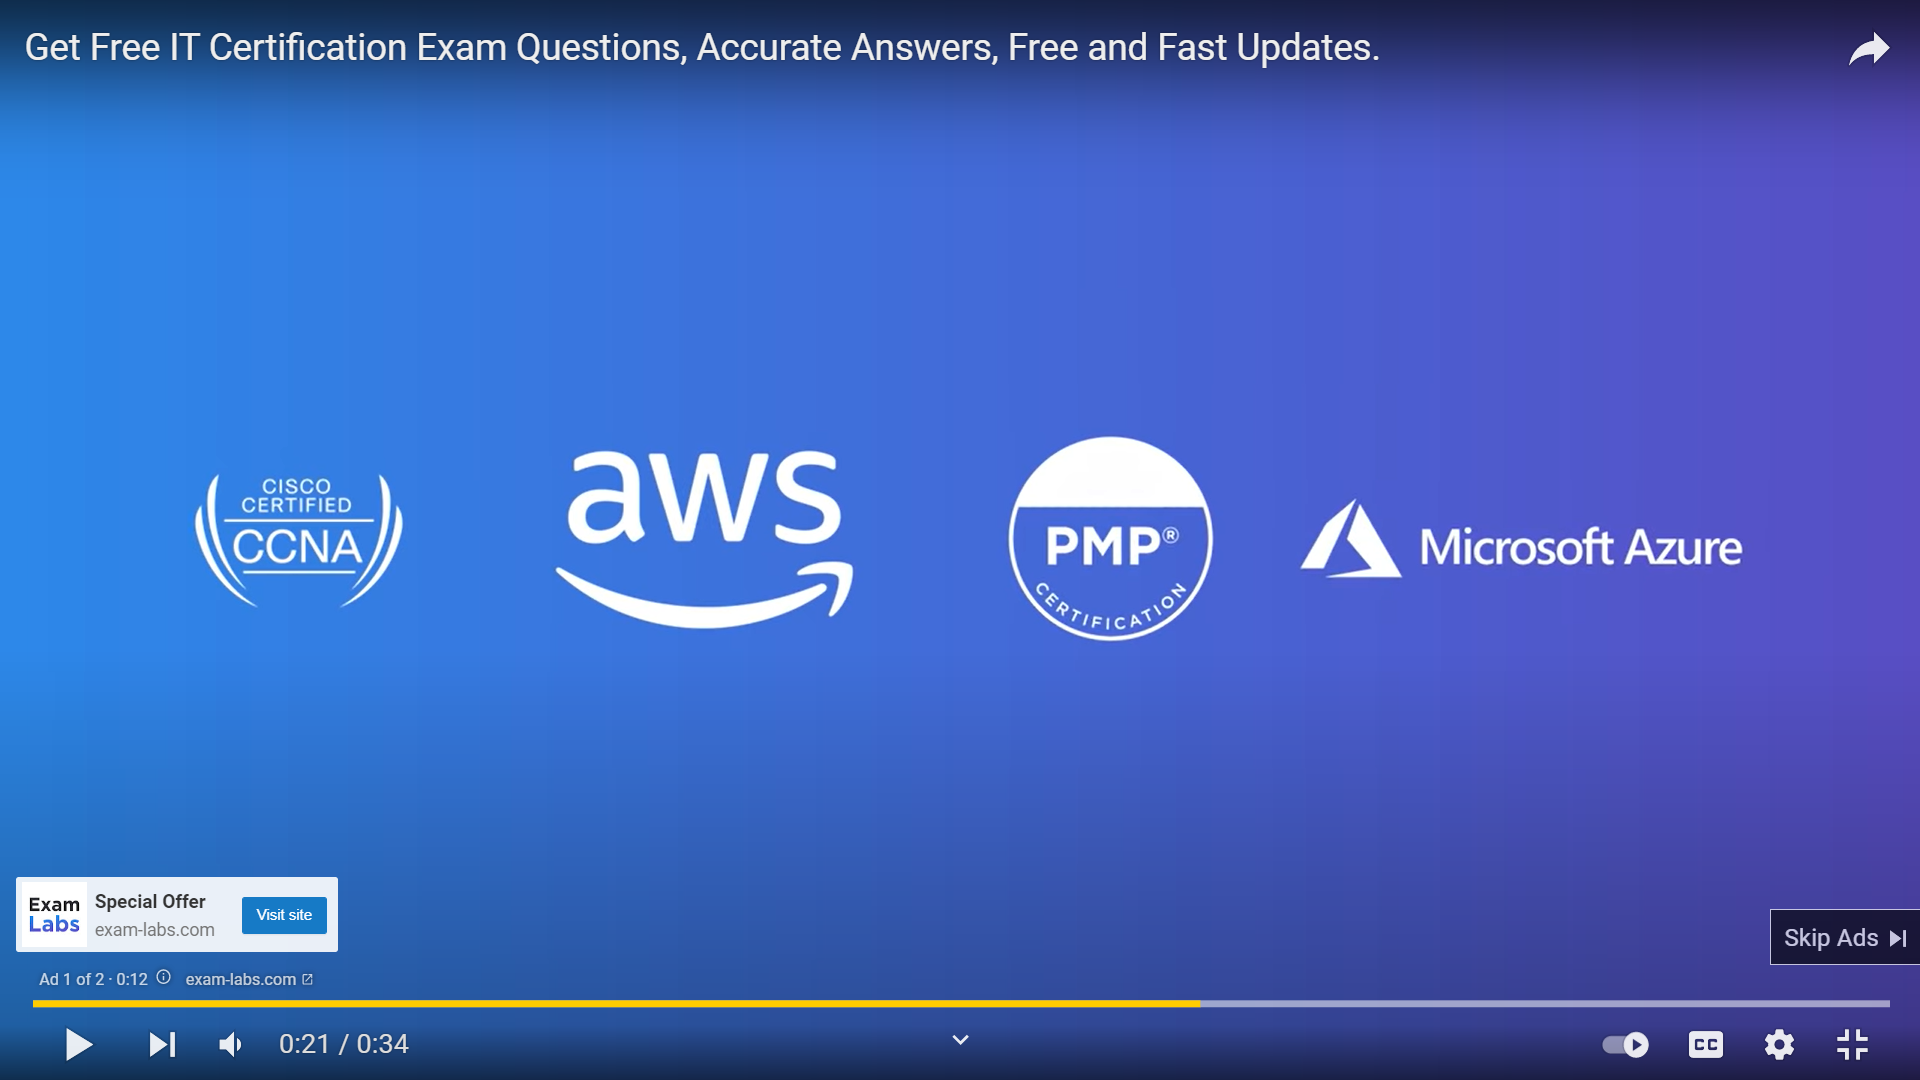 Get Free IT Certification Exam Questions, Accurate Answers, Free and Fast Updates.
CISCO
CERTIFIED
CCNA
aws
PMP®
CERTIFICATION
Microsoft Azure
Exam
Labs
Special Offer
exam-labs.com
Visit site
Skip Ads
Ad 1 of 2 · 0:12
exam-labs.com
0:21 / 0:34
CC